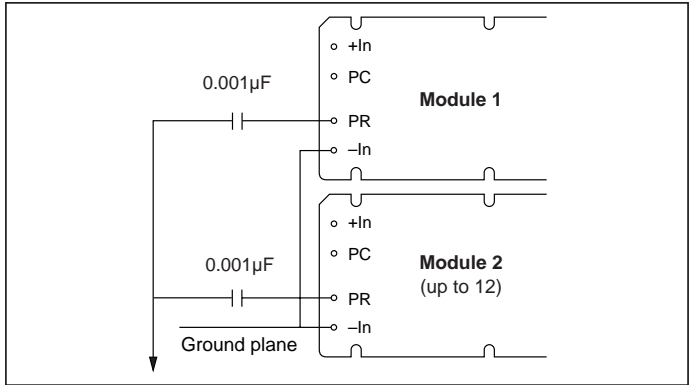 +In
PC
0.001µF
Module 1
PR
–In
+In
PC
0.001µF
Module 2
(up to 12)
PR
–In
Ground plane